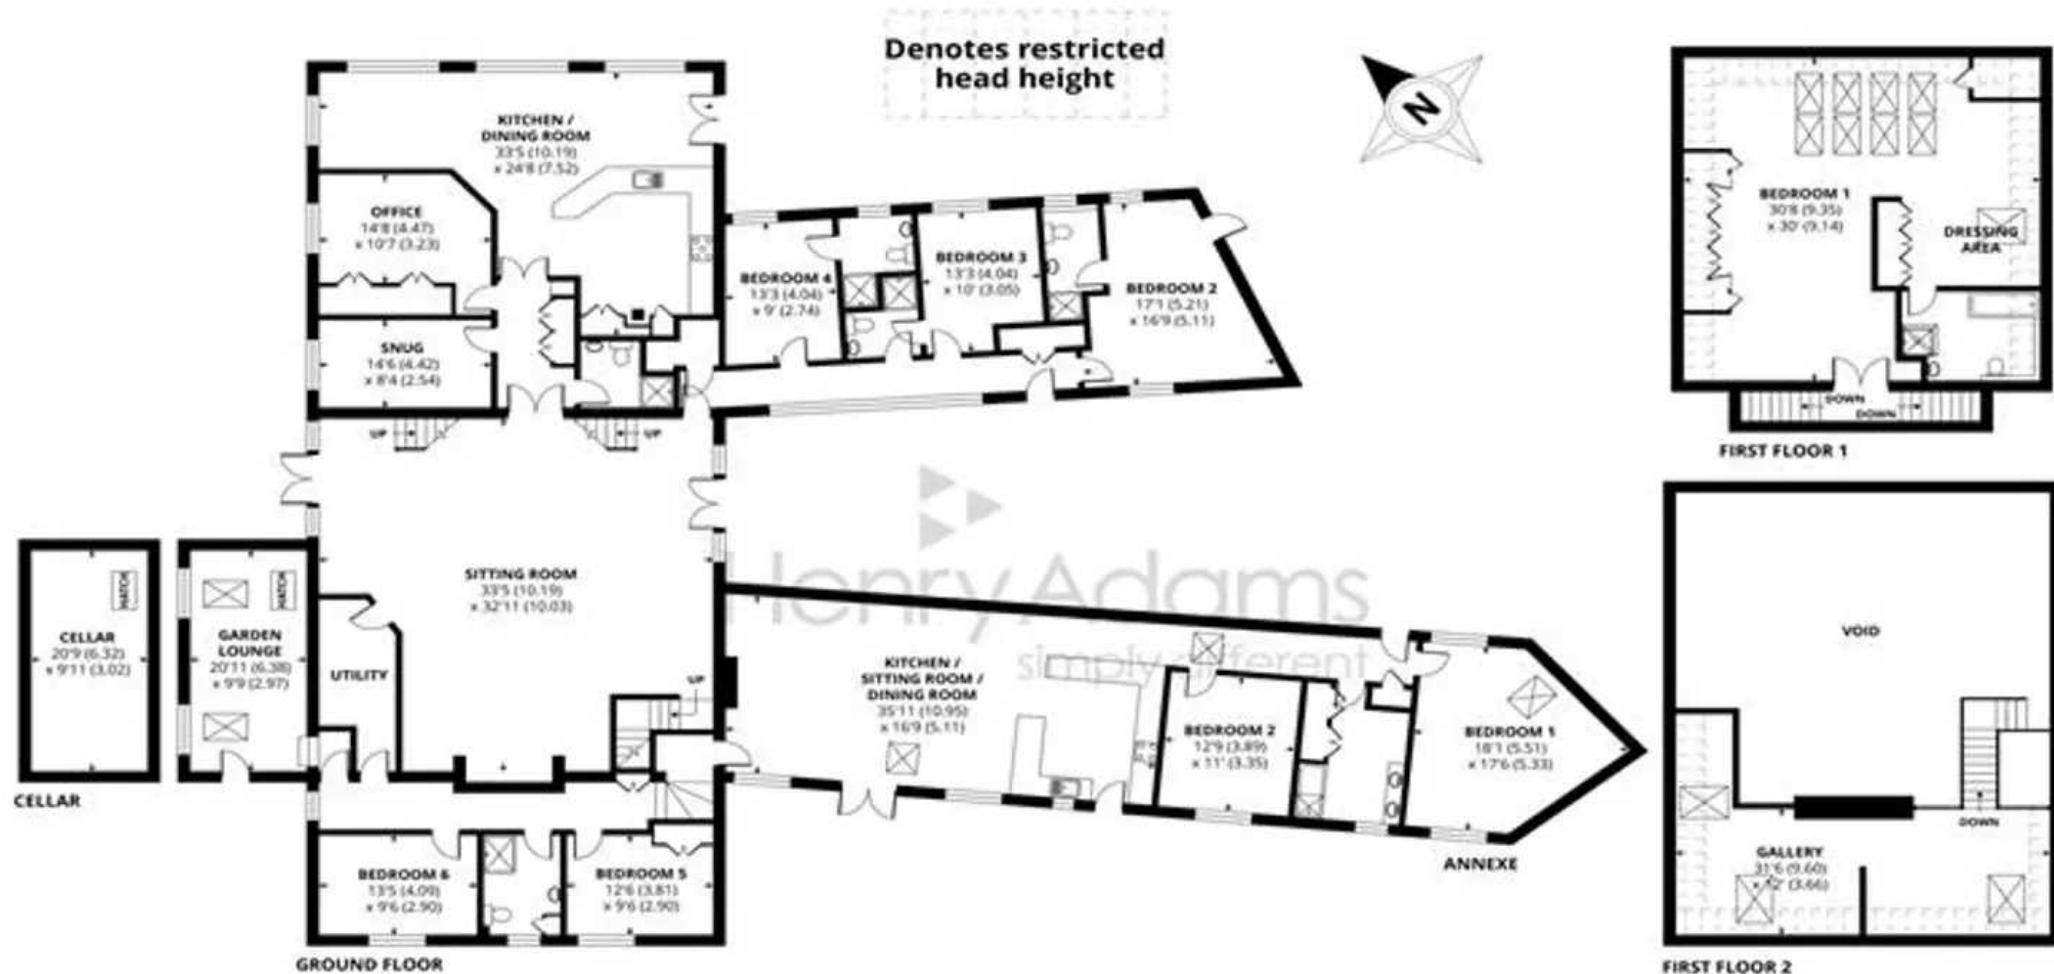 Denotes restricted
head height
N
KITCHEN /
DINING ROOM
33'5 (10.19)
x 24'8 (7.52)
OFFICE
14'8 (4.47)
x 10'7 (3.23)
SNUG
14'6 (4.42)
x 8'4 (2.54)
BEDROOM 4
13'3 (4.04)
x 9' (2.74)
BEDROOM 3
13'3 (4.04)
x 10' (3.05)
BEDROOM 2
17'1 (5.21)
x 16'9 (5.11)
UP
UP
SITTING ROOM
33'5 (10.19)
x 32'11 (10.03)
CELLAR
20'9 (6.32)
x 9'11 (3.02)
HATCH
CELLAR
GARDEN
LOUNGE
20'11 (6.38)
x 9'9 (2.97)
HATCH
UTILITY
UP
Henry Adams
simply different
KITCHEN /
SITTING ROOM /
DINING ROOM
35'11 (10.95)
x 16'9 (5.11)
BEDROOM 2
12'9 (3.89)
x 11' (3.35)
BEDROOM 1
18'1 (5.51)
x 17'6 (5.33)
ANNEXE
BEDROOM 6
13'5 (4.09)
x 9'6 (2.90)
BEDROOM 5
12'6 (3.81)
x 9'6 (2.90)
GROUND FLOOR
BEDROOM 1
30'8 (9.35)
x 30' (9.14)
DRESSING
AREA
DOWN
DOWN
FIRST FLOOR 1
VOID
DOWN
GALLERY
31'6 (9.60)
x 12' (3.66)
FIRST FLOOR 2